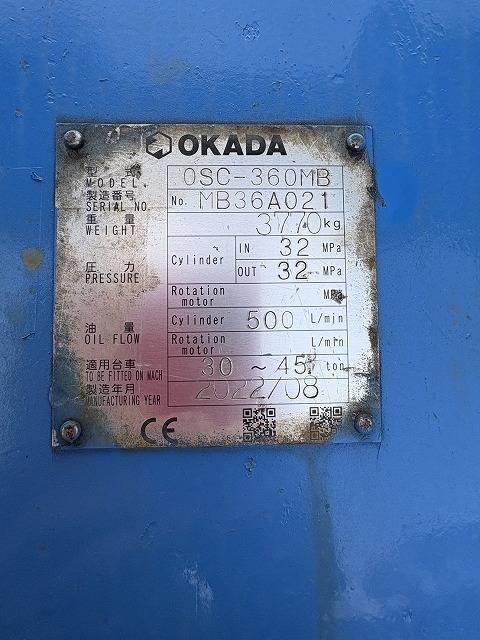 OKADA
型式 MODEL. OSC-360MB
製造番号 SERIAL NO. No. MB36A021
重量 WEIGHT 3770kg
圧力 PRESSURE Cylinder IN 32 MPa
OUT 32 MPa
Rotation motor MPa
油量 OIL FLOW Cylinder 500 L/min
Rotation motor L/min
適用台車 TO BE FITTED ON MACH 30 ~ 45 ton
製造年月 MANUFACTURING YEAR 2022/08
CE